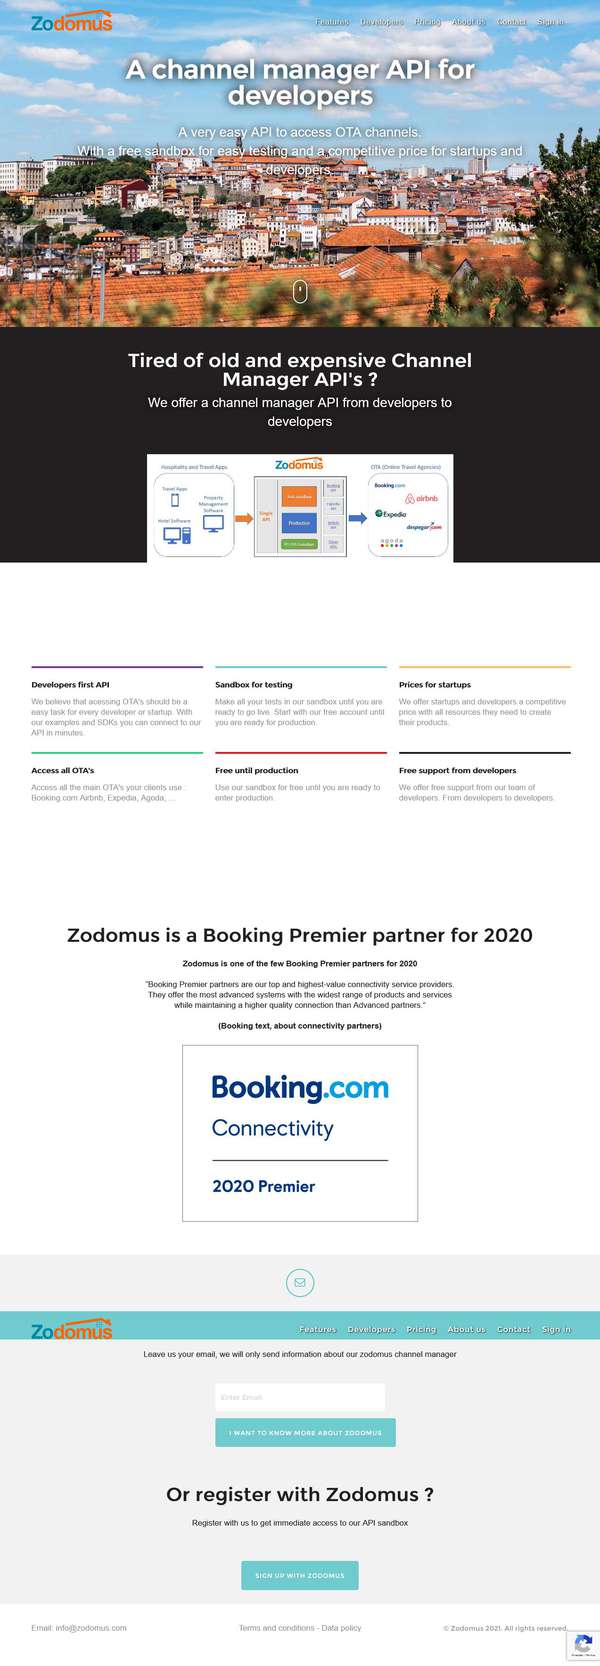 Zodomus
Features Developers Pricing About us Contact Sign in
A channel manager API for
developers
A very easy API to access OTA channels.
With a free sandbox for easy testing and a competitive price for startups and
developers.
Tired of old and expensive Channel
Manager API's ?
We offer a channel manager API from developers to
developers
Hospitality and Travel Apps
Zodomus
OTA (Online Travel Agencies)
Travel Apps
Property
Management
Software
Hotel Software
Single
API
Production
Booking.com
airbnb
Expedia
despegar.com
agoda
Developers first API
We believe that acessing OTA's should be a
easy task for every developer or startup. With
our examples and SDKs you can connect to our
API in minutes.
Sandbox for testing
Make all your tests in our sandbox until you are
ready to go live. Start with our free account until
you are ready for production.
Prices for startups
We offer startups and developers a competitive
price with all resources they need to create
their products.
Access all OTA's
Access all the main OTA's your clients use :
Booking.com Airbnb, Expedia, Agoda, ...
Free until production
Use our sandbox for free until you are ready to
enter production.
Free support from developers
We offer free support from our team of
developers. From developers to developers.
Zodomus is a Booking Premier partner for 2020
Zodomus is one of the few Booking Premier partners for 2020
"Booking Premier partners are our top and highest-value connectivity service providers.
They offer the most advanced systems with the widest range of products and services
while maintaining a higher quality connection than Advanced partners."
(Booking text, about connectivity partners)
Booking.com
Connectivity
2020 Premier
Zodomus
Features Developers Pricing About us Contact Sign in
Leave us your email, we will only send information about our zodomus channel manager
Enter Email
I WANT TO KNOW MORE ABOUT ZODOMUS
Or register with Zodomus ?
Register with us to get immediate access to our API sandbox
SIGN UP WITH ZODOMUS
Email: info@zodomus.com
Terms and conditions - Data policy
© Zodomus 2021. All rights reserved.